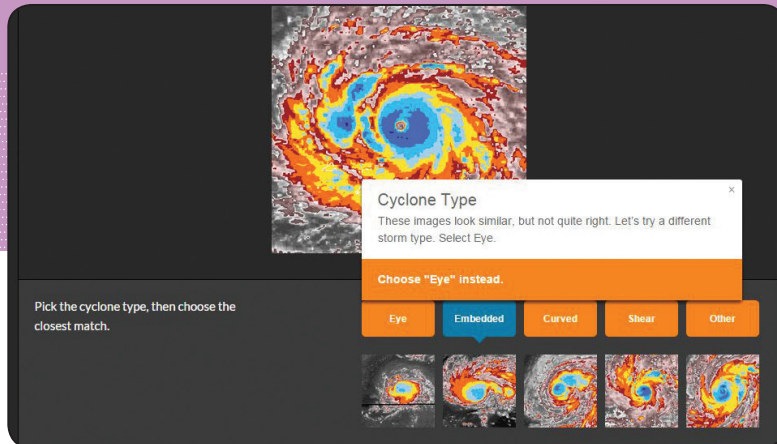 ×
Cyclone Type
These images look similar, but not quite right. Let's try a different
storm type. Select Eye.
Choose "Eye" instead.
Pick the cyclone type, then choose the
closest match.
Eye
Embedded
Curved
Shear
Other